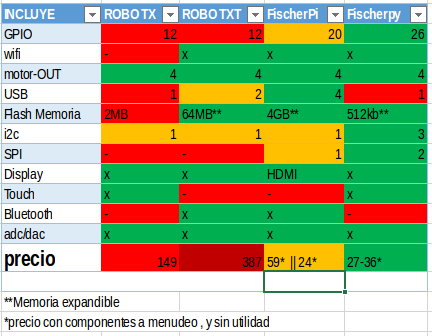 INCLUYE ROBO TX ROBO TXT FischerPi Fischerpy
GPIO 12 12 20 26
wifi - x x x
motor-OUT 4 4 4 4
USB 1 2 4 1
Flash Memoria 2MB 64MB** 4GB** 512kb**
i2c 1 1 1 3
SPI - - 1 2
Display x x HDMI x
Touch x - - x
Bluetooth - x x -
adc/dac x x x x
precio 149 387 59* || 24* 27-36*
**Memoria expandible
*precio con componentes a menudeo , y sin utilidad